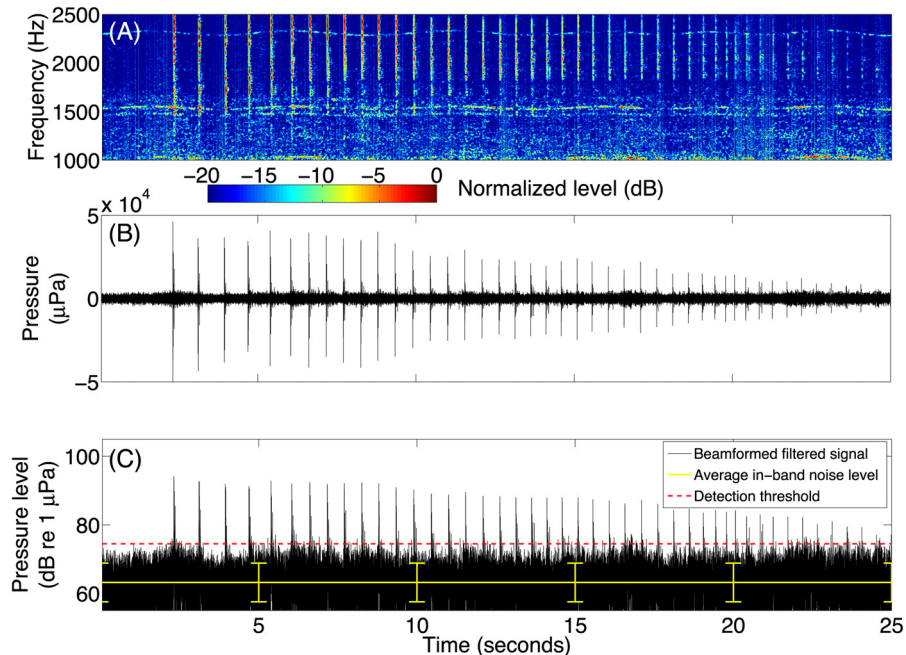 (A)
Frequency (Hz)
2500
2000
1500
1000
−20 −15 −10 −5 0
Normalized level (dB)
× 10⁴
(B)
Pressure
(μPa)
5
0
−5
(C)
Pressure level
(dB re 1 μPa)
100
80
60
Beamformed filtered signal
Average in−band noise level
Detection threshold
5 10 15 20 25
Time (seconds)